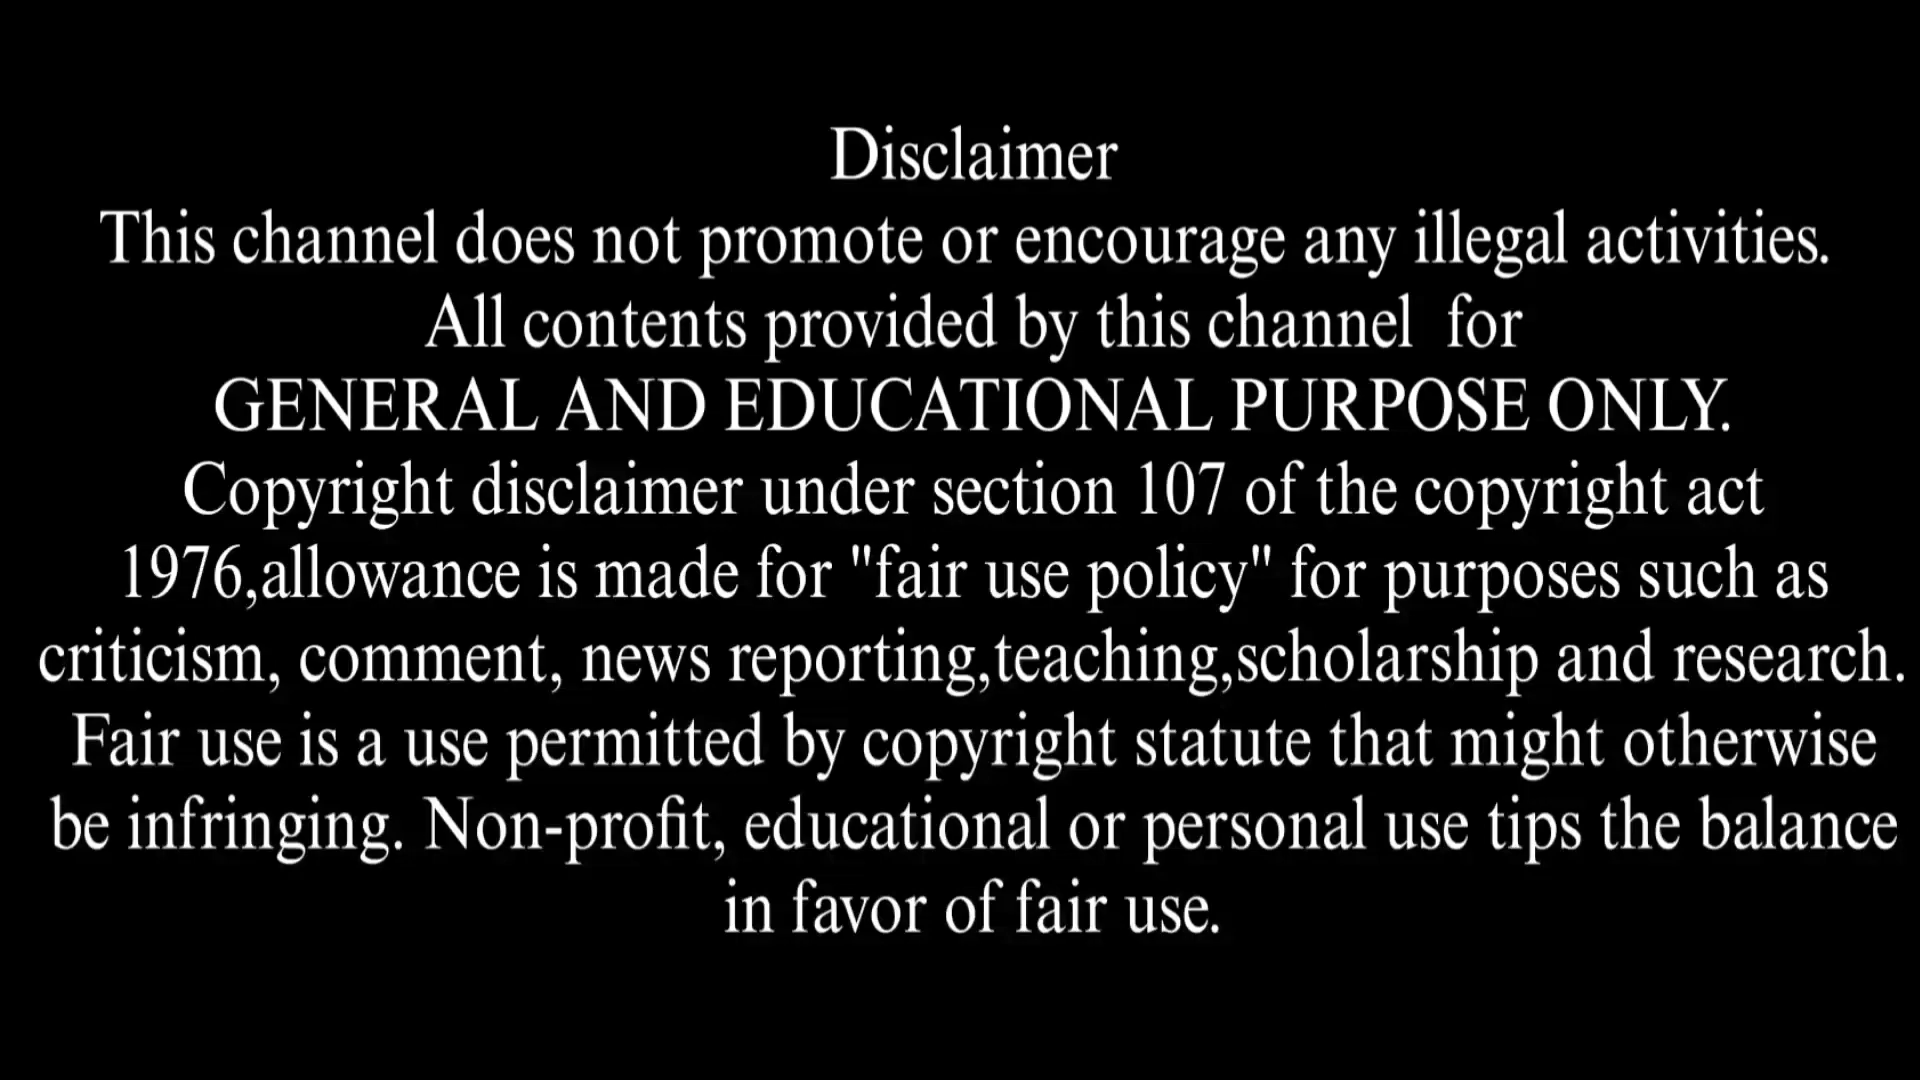 Disclaimer
This channel does not promote or encourage any illegal activities.
All contents provided by this channel  for
GENERAL AND EDUCATIONAL PURPOSE ONLY.
Copyright disclaimer under section 107 of the copyright act
1976,allowance is made for "fair use policy" for purposes such as
criticism, comment, news reporting,teaching,scholarship and research.
Fair use is a use permitted by copyright statute that might otherwise
be infringing. Non-profit, educational or personal use tips the balance
in favor of fair use.